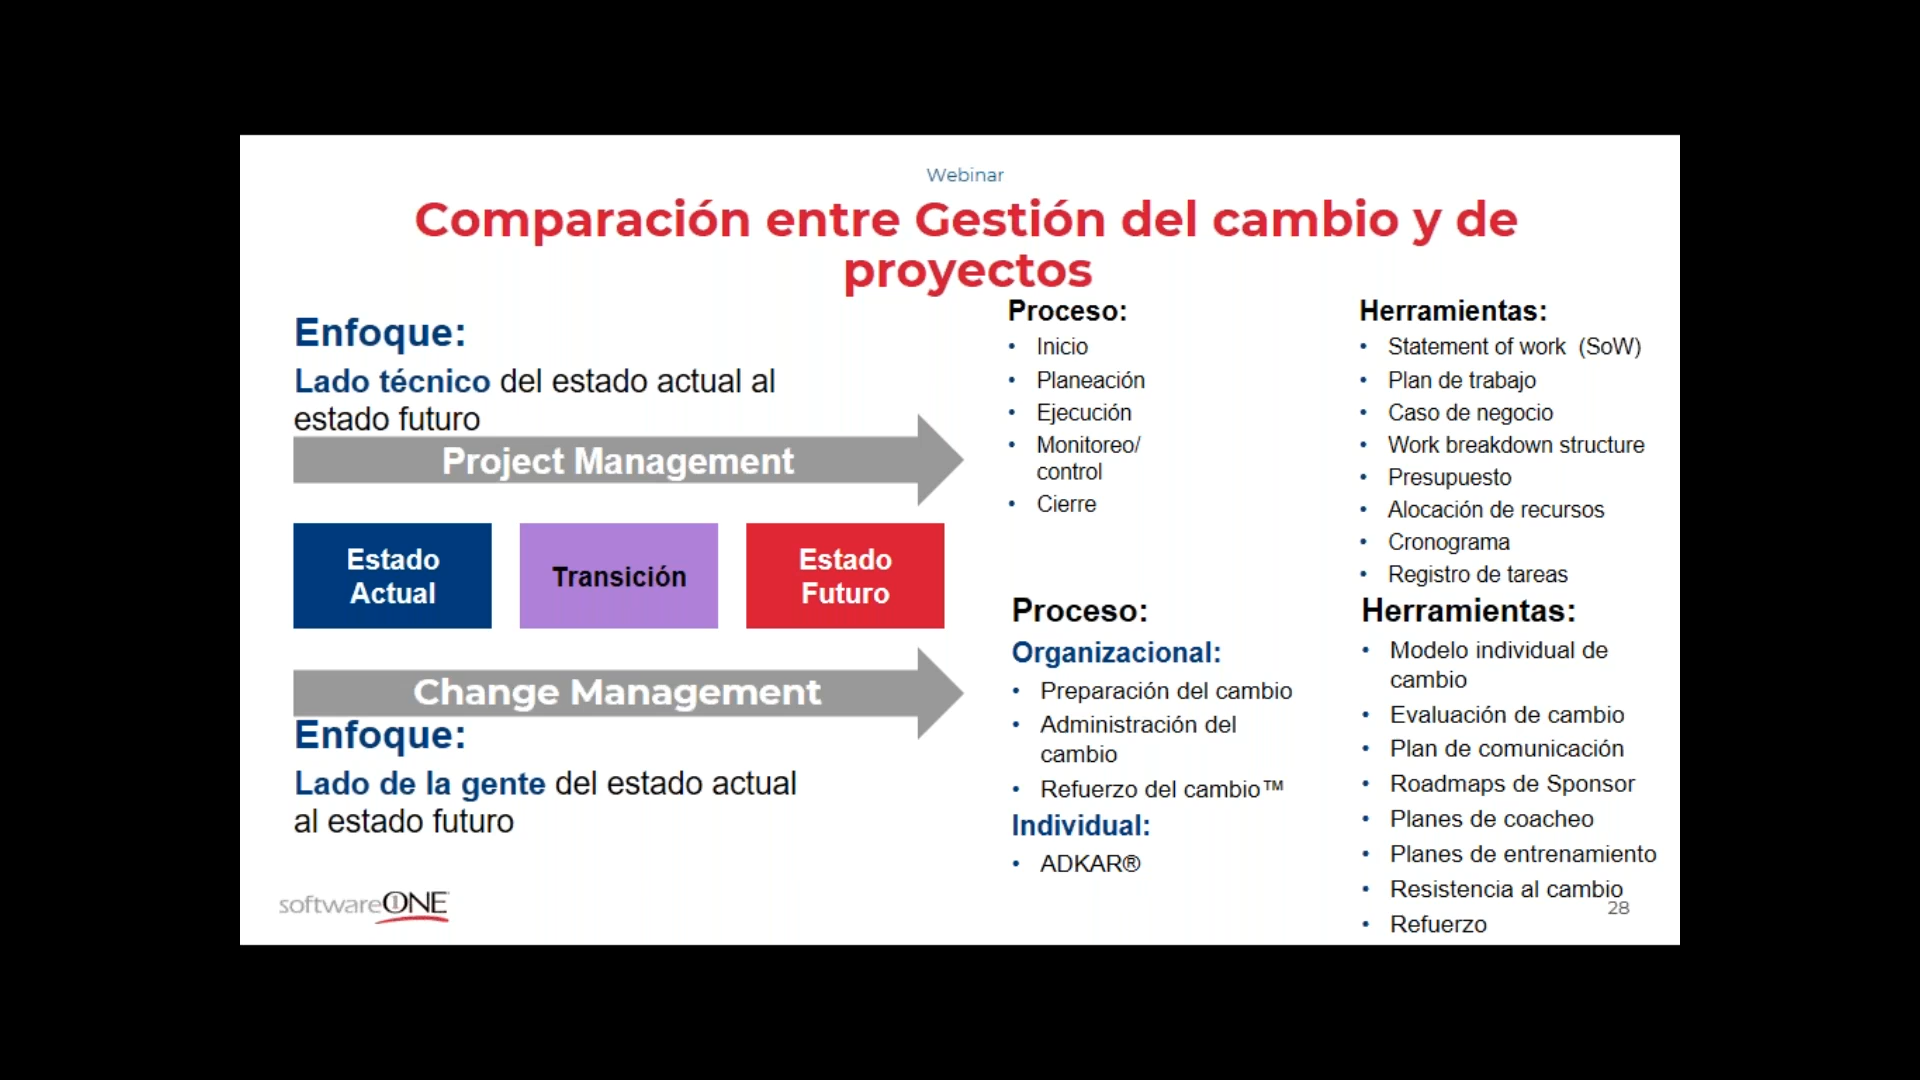 Webinar
Comparación entre Gestión del cambio y de
proyectos
Enfoque:
Lado técnico del estado actual al
estado futuro
Project Management
Estado
Actual
Transición
Estado
Futuro
Change Management
Enfoque:
Lado de la gente del estado actual
al estado futuro
Proceso:
• Inicio
• Planeación
• Ejecución
• Monitoreo/
control
• Cierre
Herramientas:
• Statement of work (SoW)
• Plan de trabajo
• Caso de negocio
• Work breakdown structure
• Presupuesto
• Alocación de recursos
• Cronograma
• Registro de tareas
Proceso:
Organizacional:
• Preparación del cambio
• Administración del
cambio
• Refuerzo del cambio™
Individual:
• ADKAR®
Herramientas:
• Modelo individual de
cambio
• Evaluación de cambio
• Plan de comunicación
• Roadmaps de Sponsor
• Planes de coacheo
• Planes de entrenamiento
• Resistencia al cambio
• Refuerzo
softwareONE
28